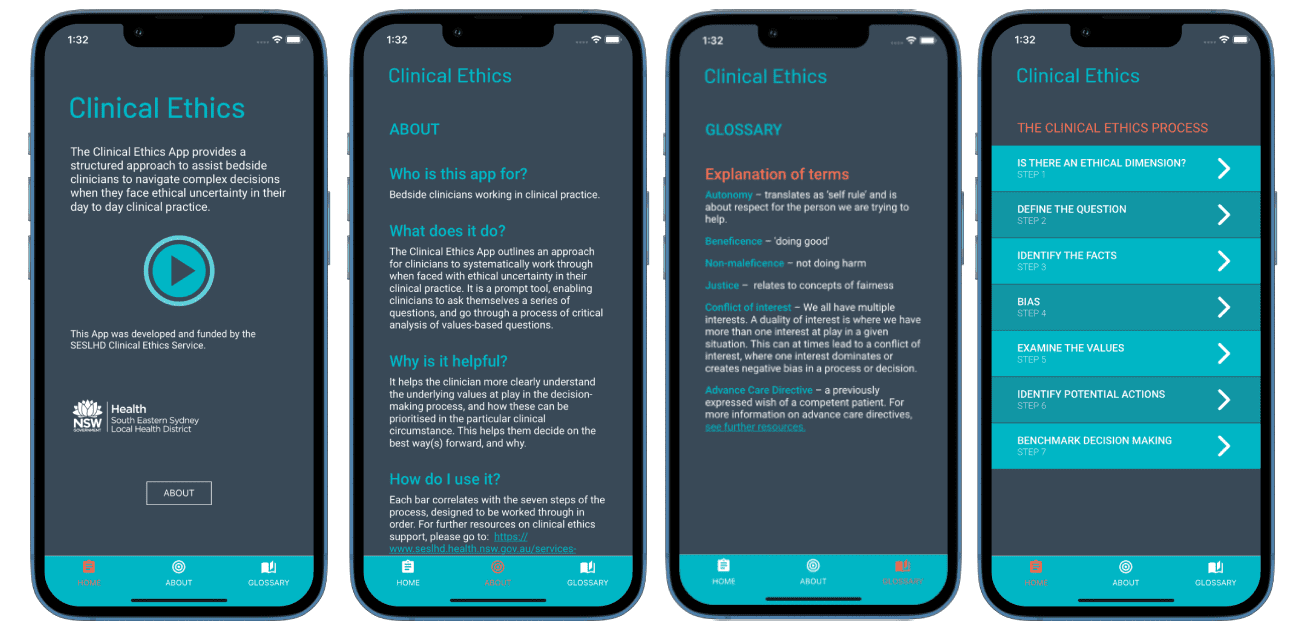 1:32
Clinical Ethics
The Clinical Ethics App provides a
structured approach to assist bedside
clinicians to navigate complex decisions
when they face ethical uncertainty in their
day to day clinical practice.
This App was developed and funded by the
SESLHD Clinical Ethics Service.
NSW
GOVERNMENT
Health
South Eastern Sydney
Local Health District
ABOUT
HOME
ABOUT
GLOSSARY
1:32
Clinical Ethics
ABOUT
Who is this app for?
Bedside clinicians working in clinical practice.
What does it do?
The Clinical Ethics App outlines an approach
for clinicians to systematically work through
when faced with ethical uncertainty in their
clinical practice. It is a prompt tool, enabling
clinicians to ask themselves a series of
questions, and go through a process of critical
analysis of values-based questions.
Why is it helpful?
It helps the clinician more clearly understand
the underlying values at play in the decision-
making process, and how these can be
prioritised in the particular clinical
circumstance. This helps them decide on the
best way(s) forward, and why.
How do I use it?
Each bar correlates with the seven steps of the
process, designed to be worked through in
order. For further resources on clinical ethics
support, please go to: https://
www.seslhd.health.nsw.gov.au/services-
HOME
ABOUT
GLOSSARY
1:32
Clinical Ethics
GLOSSARY
Explanation of terms
Autonomy – translates as 'self rule' and is
about respect for the person we are trying to
help.
Beneficence – 'doing good'
Non-maleficence – not doing harm
Justice – relates to concepts of fairness
Conflict of interest – We all have multiple
interests. A duality of interest is where we have
more than one interest at play in a given
situation. This can at times lead to a conflict of
interest, where one interest dominates or
creates negative bias in a process or decision.
Advance Care Directive – a previously
expressed wish of a competent patient. For
more information on advance care directives,
see further resources.
HOME
ABOUT
GLOSSARY
1:32
Clinical Ethics
THE CLINICAL ETHICS PROCESS
IS THERE AN ETHICAL DIMENSION?
STEP 1
DEFINE THE QUESTION
STEP 2
IDENTIFY THE FACTS
STEP 3
BIAS
STEP 4
EXAMINE THE VALUES
STEP 5
IDENTIFY POTENTIAL ACTIONS
STEP 6
BENCHMARK DECISION MAKING
STEP 7
HOME
ABOUT
GLOSSARY